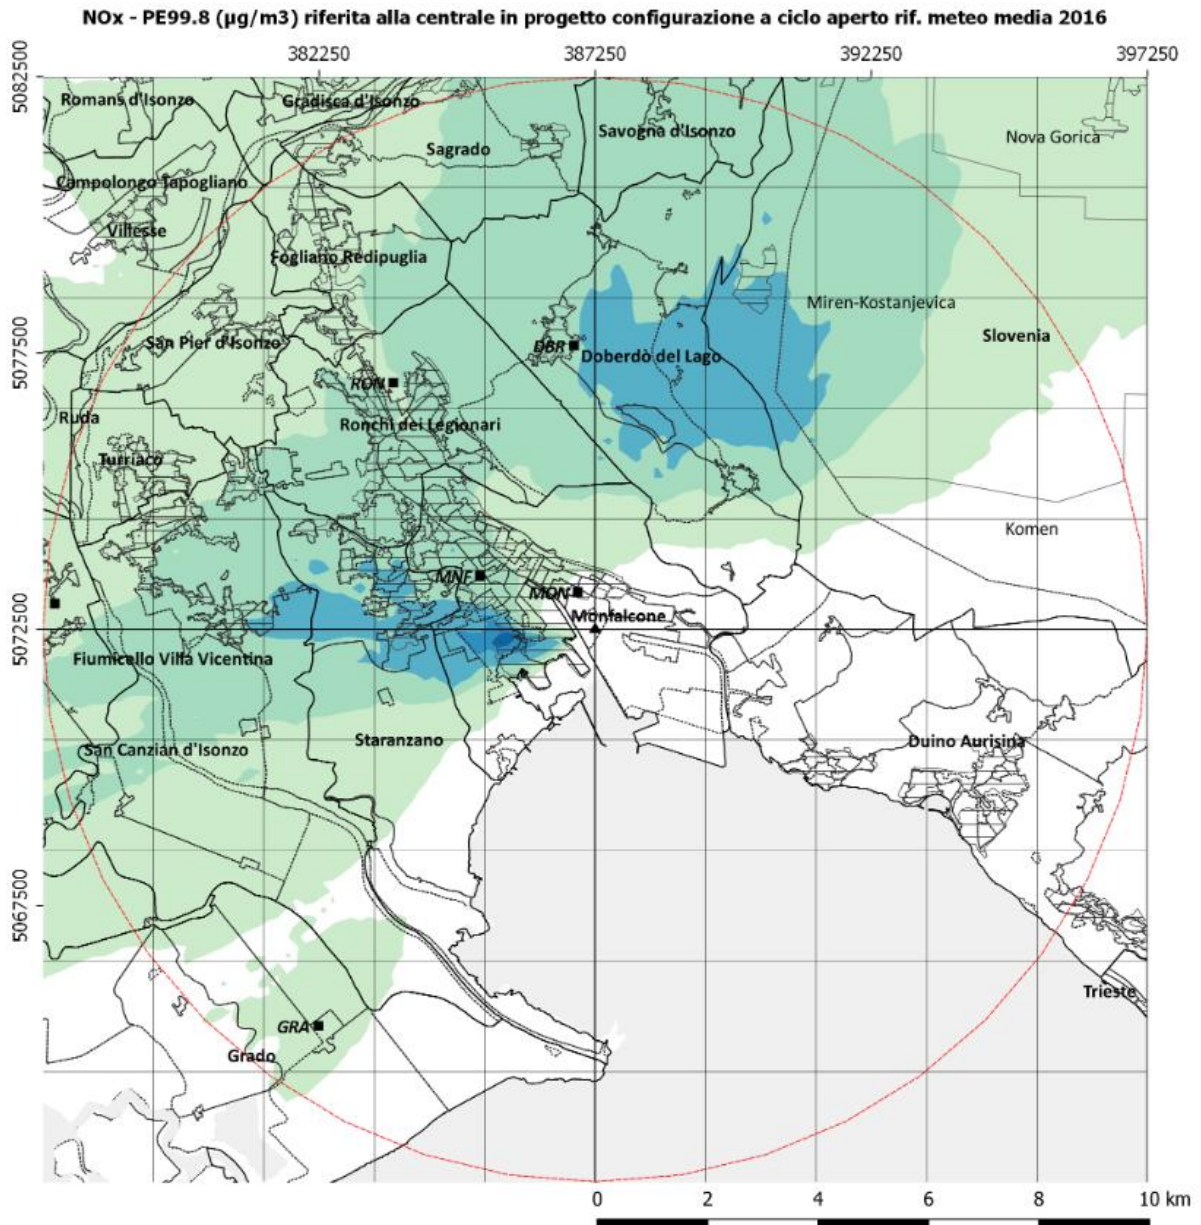 NOx - PE99.8 (µg/m3) riferita alla centrale in progetto configurazione a ciclo aperto rif. meteo media 2016
382250 387250 392250 397250
5082500
Romans d'Isonzo
Gradisca d'Isonzo
Savogna d'Isonzo
Nova Gorica
Sagrado
Campolongo Tapogliano
Villesse
Fogliano Redipuglia
Miren-Kostanjevica
Slovenia
San Pier d'Isonzo
5077500
DBR
Doberdò del Lago
RON
Ruda
Ronchi dei Legionari
Turriaco
Komen
MNF
MON
Monfalcone
5072500
Fiumicello Villa Vicentina
Staranzano
Duino Aurisina
San Canzian d'Isonzo
5067500
Trieste
GRA
Grado
0 2 4 6 8 10 km